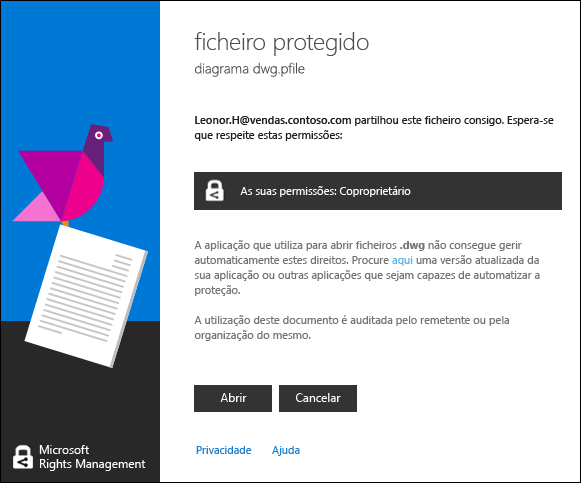 ficheiro protegido
diagrama dwg.pfile
Leonor.H@vendas.contoso.com partilhou este ficheiro consigo. Espera-se
que respeite estas permissões:
As suas permissões: Coproprietário
A aplicação que utiliza para abrir ficheiros .dwg não consegue gerir
automaticamente estes direitos. Procure aqui uma versão atualizada da
sua aplicação ou outras aplicações que sejam capazes de automatizar a
proteção.
A utilização deste documento é auditada pelo remetente ou pela
organização do mesmo.
Abrir
Cancelar
Privacidade
Ajuda
Microsoft
Rights Management